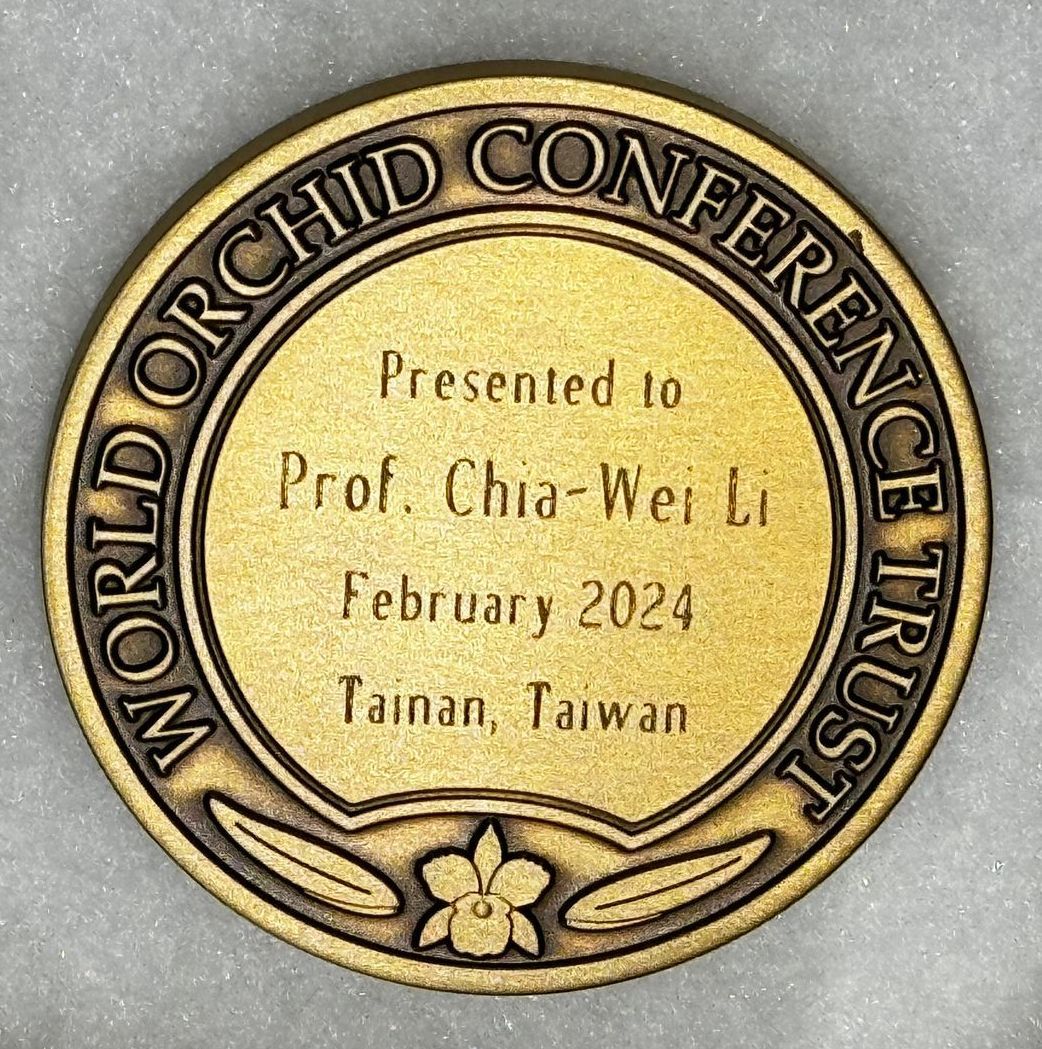 WORLD ORCHID CONFERENCE TRUST
Presented to
Prof. Chia-Wei Li
February 2024
Tainan, Taiwan